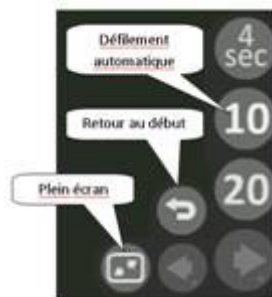 4
sec
Défilement
automatique
10
Retour au début
20
Plein écran